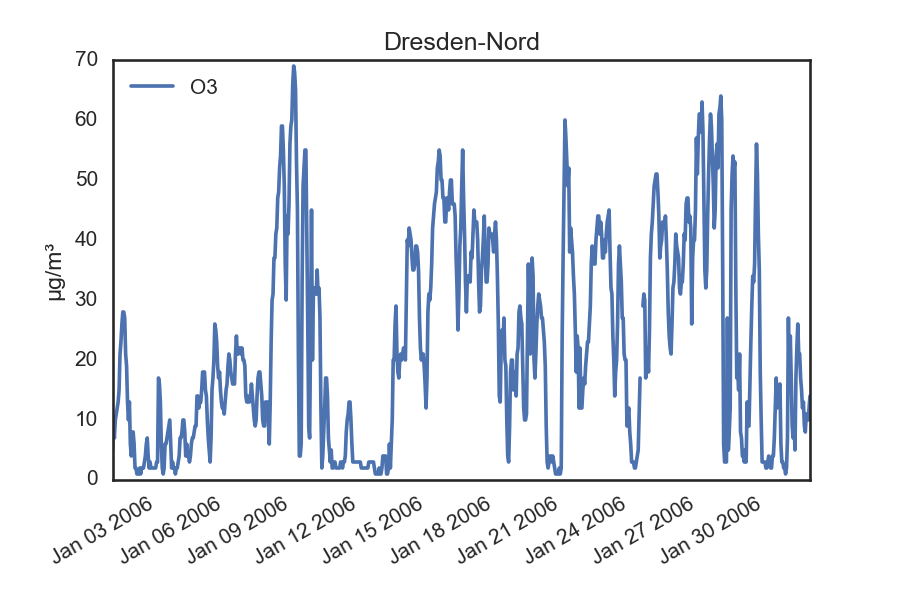 Dresden-Nord
O3
µg/m³
70
60
50
40
30
20
10
0
Jan 03 2006
Jan 06 2006
Jan 09 2006
Jan 12 2006
Jan 15 2006
Jan 18 2006
Jan 21 2006
Jan 24 2006
Jan 27 2006
Jan 30 2006